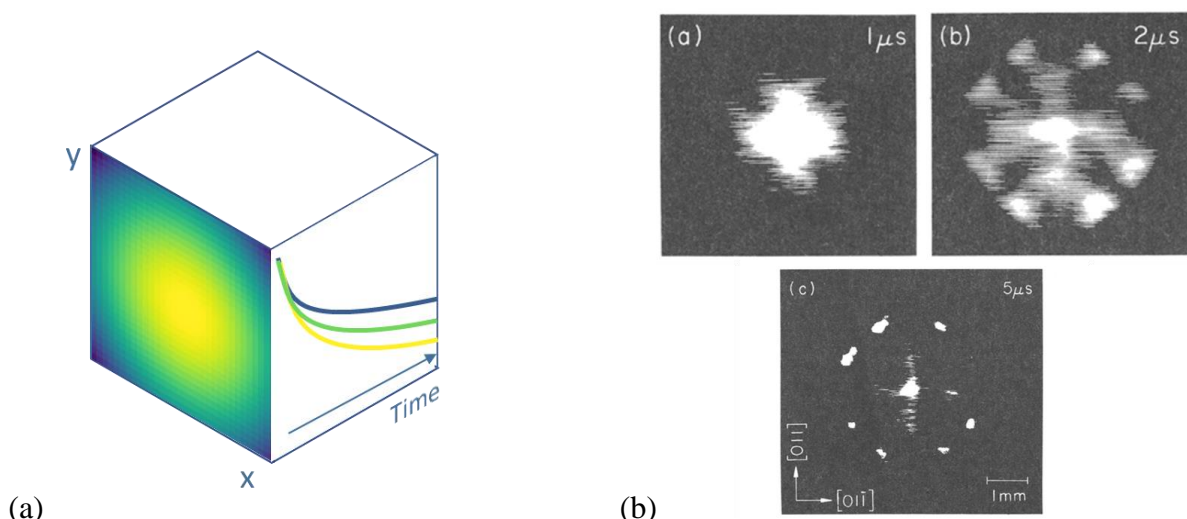 y
x
Time
(a)
(a)
1μs
(b)
2μs
(c)
5μs
[011]
[011̄]
1mm
(b)